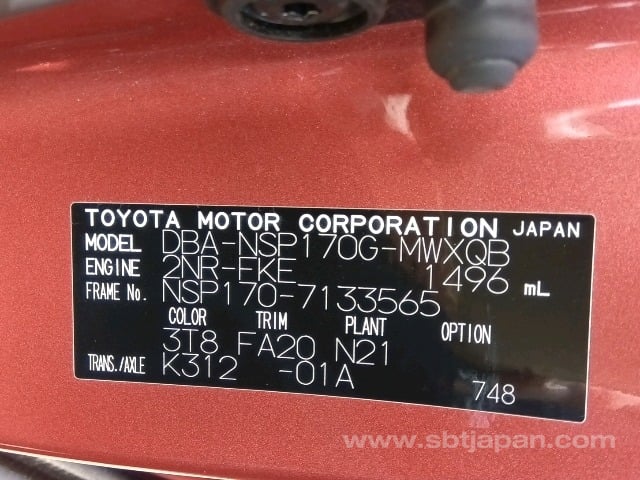 TOYOTA MOTOR CORPORATION JAPAN
MODEL DBA-NSP170G-MWXQB
ENGINE 2NR-FKE 1496 mL
FRAME No. NSP170-7133565
COLOR TRIM PLANT OPTION
3T8 FA20 N21
TRANS./AXLE K312 -01A
748
www.sbtjapan.com